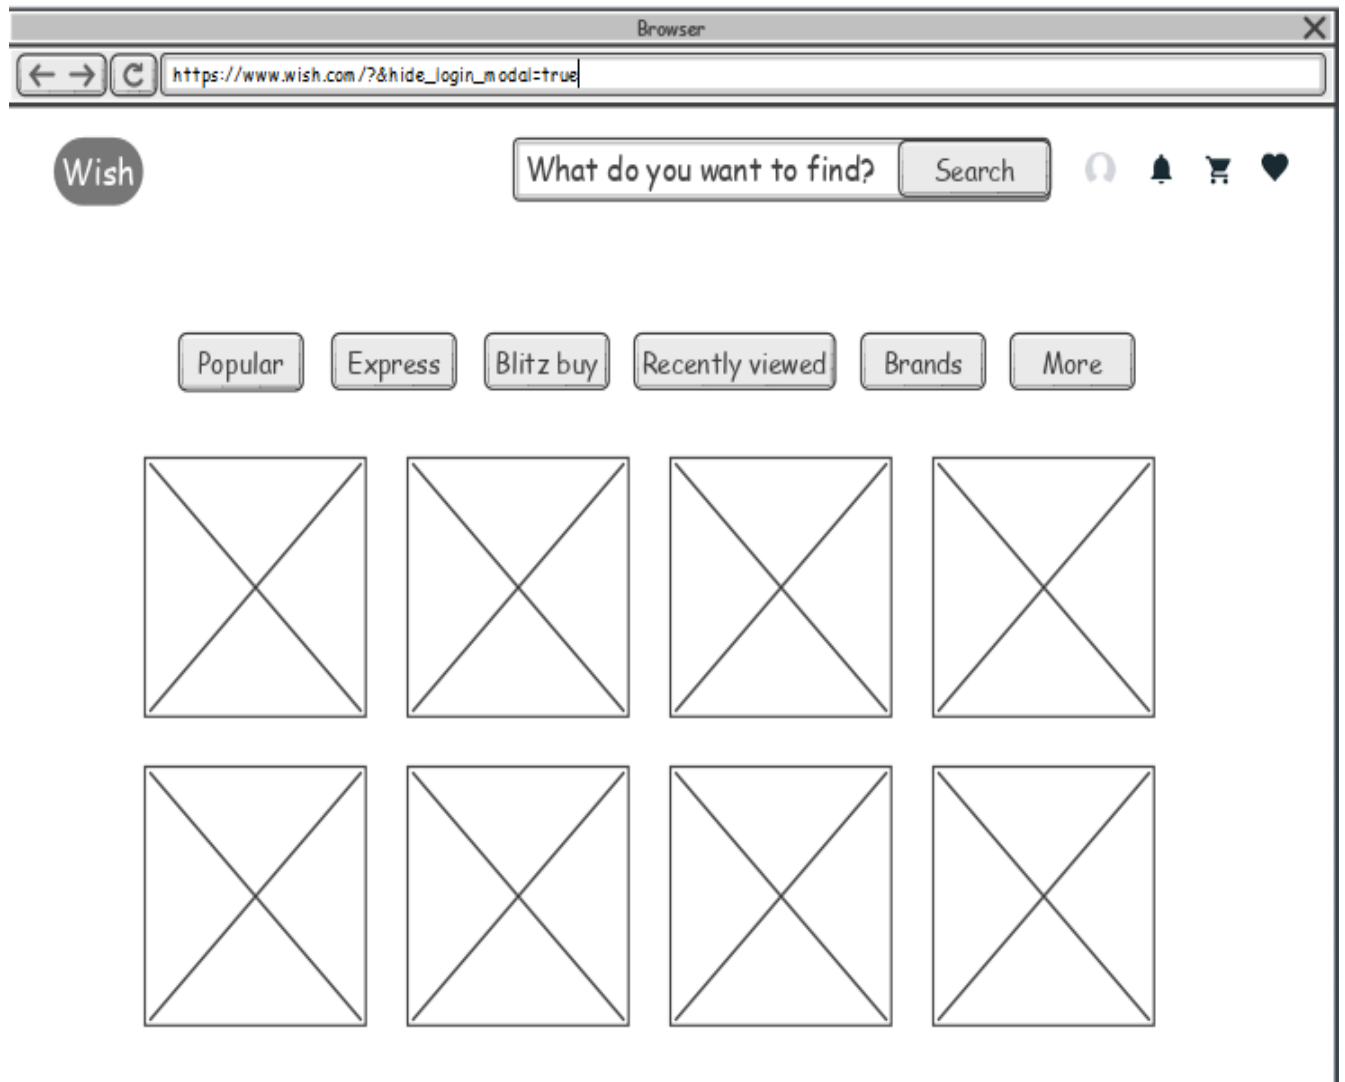 Browser
https://www.wish.com/?&hide_login_modal=true
Wish
What do you want to find?
Search
Popular
Express
Blitz buy
Recently viewed
Brands
More